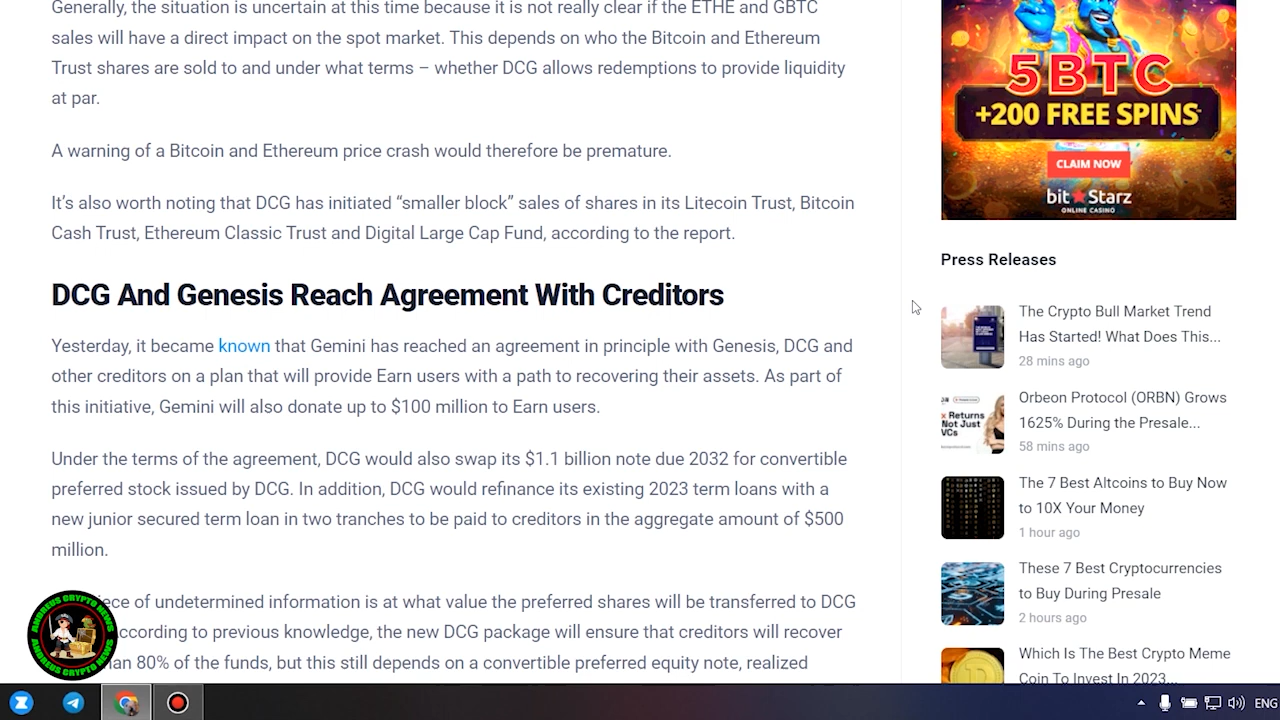 Generally, the situation is uncertain at this time because it is not really clear if the ETHE and GBTC
sales will have a direct impact on the spot market. This depends on who the Bitcoin and Ethereum
Trust shares are sold to and under what terms – whether DCG allows redemptions to provide liquidity
at par.
A warning of a Bitcoin and Ethereum price crash would therefore be premature.
It's also worth noting that DCG has initiated “smaller block” sales of shares in its Litecoin Trust, Bitcoin
Cash Trust, Ethereum Classic Trust and Digital Large Cap Fund, according to the report.
DCG And Genesis Reach Agreement With Creditors
Yesterday, it became known that Gemini has reached an agreement in principle with Genesis, DCG and
other creditors on a plan that will provide Earn users with a path to recovering their assets. As part of
this initiative, Gemini will also donate up to $100 million to Earn users.
Under the terms of the agreement, DCG would also swap its $1.1 billion note due 2032 for convertible
preferred stock issued by DCG. In addition, DCG would refinance its existing 2023 term loans with a
new junior secured term loan in two tranches to be paid to creditors in the aggregate amount of $500
million.
piece of undetermined information is at what value the preferred shares will be transferred to DCG
according to previous knowledge, the new DCG package will ensure that creditors will recover
than 80% of the funds, but this still depends on a convertible preferred equity note, realized
5BTC
+200 FREE SPINS
CLAIM NOW
bit Starz
ONLINE CASINO
Press Releases
The Crypto Bull Market Trend
Has Started! What Does This...
28 mins ago
Returns
Not Just
VCs
Orbeon Protocol (ORBN) Grows
1625% During the Presale...
58 mins ago
The 7 Best Altcoins to Buy Now
to 10X Your Money
1 hour ago
These 7 Best Cryptocurrencies
to Buy During Presale
2 hours ago
Which Is The Best Crypto Meme
Coin To Invest In 2023...
ANDREUS CRYPTO NEWS
ANDREUS CRYPTO NEWS
ENG